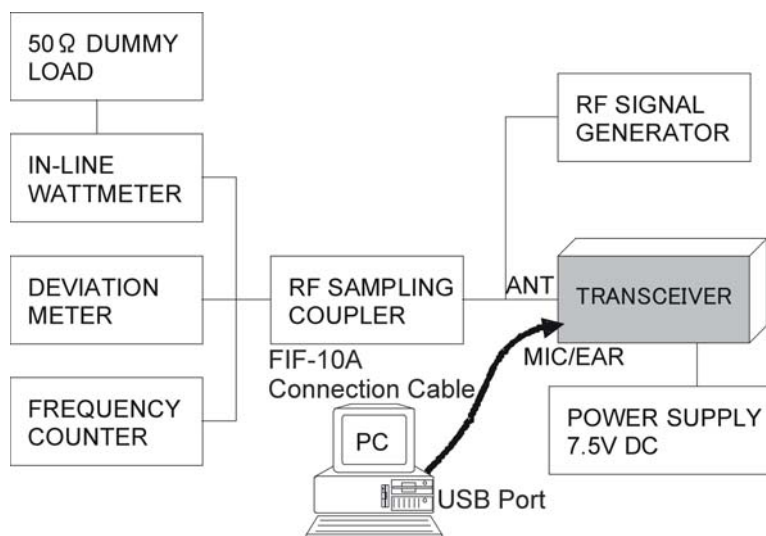 50Ω DUMMY
LOAD
IN-LINE
WATTMETER
DEVIATION
METER
FREQUENCY
COUNTER
RF SAMPLING
COUPLER
FIF-10A
Connection Cable
PC
USB Port
RF SIGNAL
GENERATOR
ANT
TRANSCEIVER
MIC/EAR
POWER SUPPLY
7.5V DC